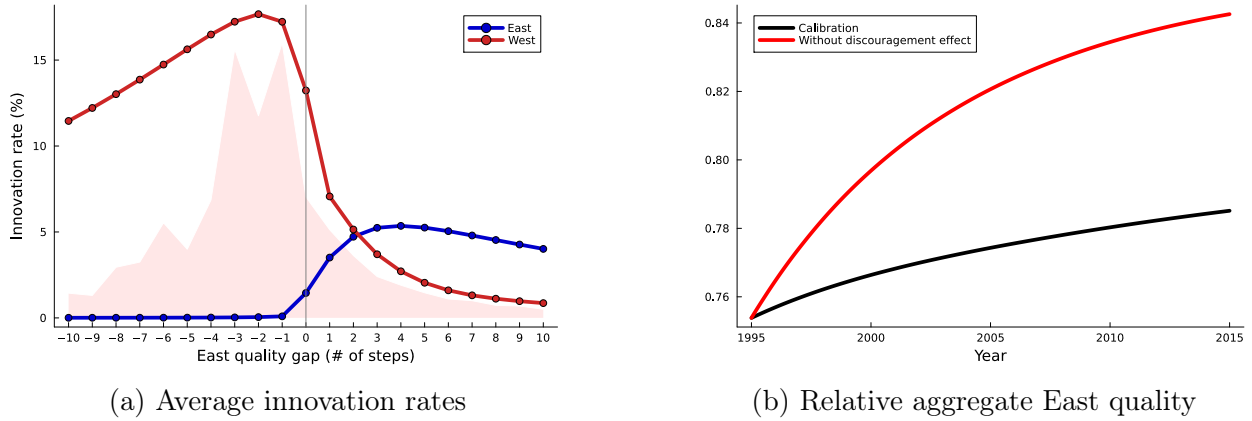 East
West
15
10
5
0
Innovation rate (%)
−10 −9 −8 −7 −6 −5 −4 −3 −2 −1 0 1 2 3 4 5 6 7 8 9 10
East quality gap (# of steps)
(a) Average innovation rates
Calibration
Without discouragement effect
0.84
0.82
0.80
0.78
0.76
1995 2000 2005 2010 2015
Year
(b) Relative aggregate East quality